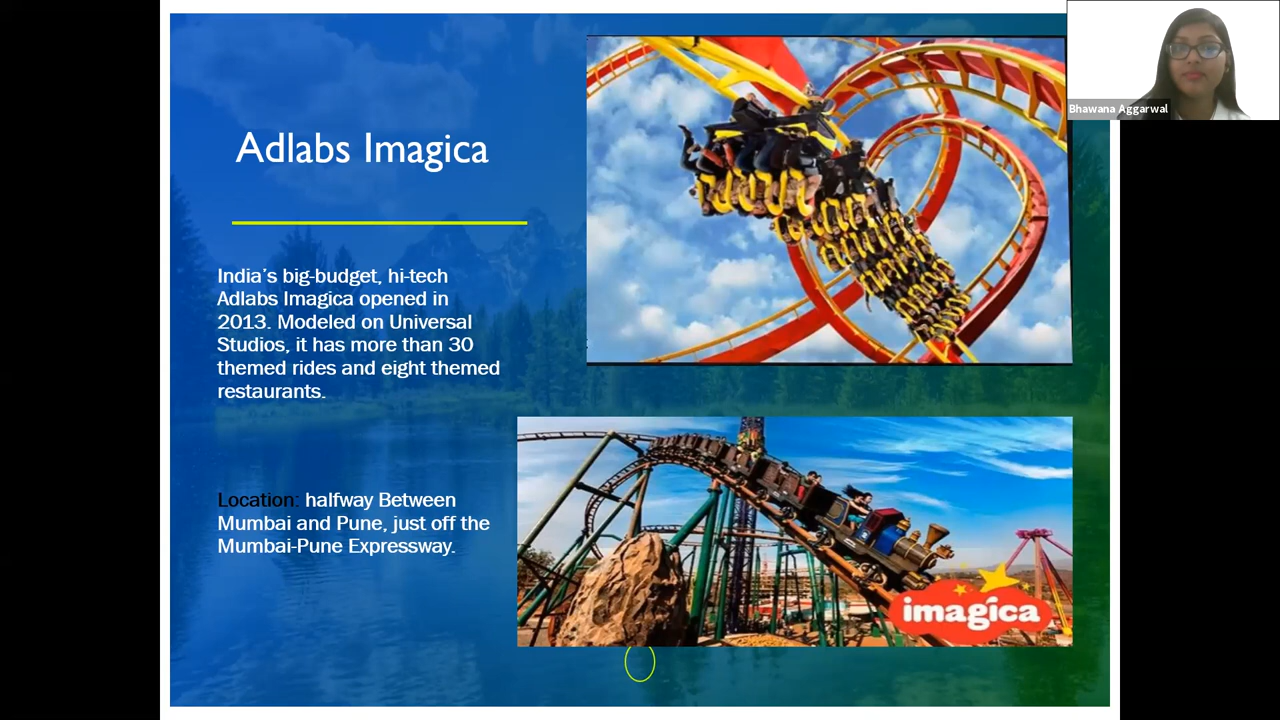 Adlabs Imagica
India's big-budget, hi-tech
Adlabs Imagica opened in
2013. Modeled on Universal
Studios, it has more than 30
themed rides and eight themed
restaurants.
Location: halfway Between
Mumbai and Pune, just off the
Mumbai-Pune Expressway.
imagica
Bhawana Aggarwal